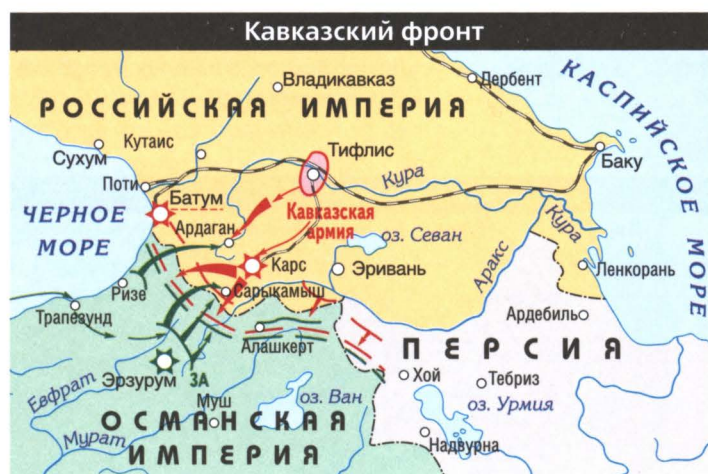 Кавказский фронт
Владикавказ
Дербент
КАСПИЙСКОЕ МОРЕ
РОССИЙСКАЯ ИМПЕРИЯ
Сухум
Кутаис
Тифлис
Баку
Поти
Кура
Батум
ЧЕРНОЕ
МОРЕ
Ардаган
Кавказская
армия
оз. Севан
Кура
Карс
Эривань
Аракс
Ленкорань
Ризе
Сарыкамыш
Трапезунд
Ардебиль
Алашкерт
ПЕРСИЯ
Эрзурум
3А
Хой
Тебриз
Евфрат
Муш
оз. Ван
оз. Урмия
ОСМАНСКАЯ
ИМПЕРИЯ
Мурат
Надвурна